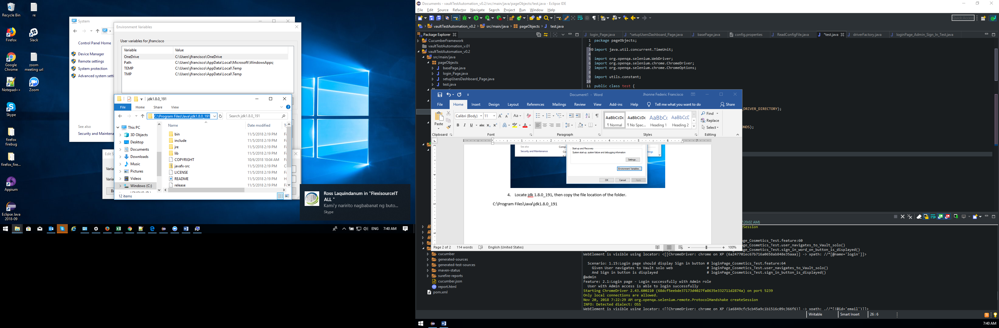 Recycle Bin
re
Firefox
Slack
Google Chrome
zoom meeting url
Notepad++
Zoom
Skype
firefox firebug
firefox_fire...
Appium
Eclipse Java 2018-09
System
Control Panel Home
Device Manager
Remote settings
System protection
Advanced system setti
See also
Security and Maintena
Environment Variables
User variables for jfrancisco
Variable Value
OneDrive C:\Users\jfrancisco\OneDrive
Path C:\Users\jfrancisco\AppData\Local\Microsoft\WindowsApps;
TEMP C:\Users\jfrancisco\AppData\Local\Temp
TMP C:\Users\jfrancisco\AppData\Local\Temp
Edit S
Varia
Varia
Br
jdk1.8.0_191
File Home Share View
C:\Program Files\Java\jdk1.8.0_191 Search jdk1.8.0_191
This PC
3D Objects
Desktop
Documents
Downloads
Music
Pictures
Videos
Windows (C:)
Name Date modified Ty
bin 11/5/2018 2:19 PM Fi
include 11/5/2018 2:19 PM Fi
jre 11/5/2018 2:19 PM Fi
lib 11/5/2018 2:19 PM Fi
COPYRIGHT 10/6/2018 10:04 AM Fi
javafx-src 11/5/2018 2:19 PM C
LICENSE 11/5/2018 2:19 PM Fi
README 11/5/2018 2:19 PM H
release 11/5/2018 2:19 PM Fi
12 items
Ross Laquindanum in "FlexisourceIT
ALL "
Kami'y naririto nagbabanat ng buto...
Skype
ENG 7:40 AM
Documents - vaultTestAutomation_v0.2/src/main/java/pageObjects/test.java - Eclipse IDE
File Edit Source Refactor Navigate Search Project Run Window Help
Quick Access
vaultTestAutomation_v0.2 src/main/java pageObjects test.java
Package Explorer
CucumberFramework
vaultTestAutomation_v.01
vaultTestAutomation_v0.2
src/main/java
pageObjects
basePage.java
login_Page.java
setupUsersDashboard_Page.java
test.java
login_Page.java *setupUsersDashboard_Page.java basePage.java config.properties ReadConfigFile.java *test.java driverFactory.java loginPage_Admin_Sign_In_Test.java
1 package pageObjects;
2
3 import java.util.concurrent.TimeUnit;
4
5 import org.openqa.selenium.WebDriver;
6 import org.openqa.selenium.chrome.ChromeDriver;
7 import org.openqa.selenium.chrome.ChromeOptions;
8
9 import utils.constant;
10
11 public class test {
_DRIVER_DIRECTORY);
ONDS);
Document1 - Word Jhonne Federic Francisco
File Home Insert Design Layout References Mailings Review View Add-ins Help Tell me what you want to do Share
Paste
Calibri (Body) 11
AaBbCcDc AaBbCcDc AaBbCc AaBbCcD
¶ Normal ¶ No Spac... Heading 1 Heading 2
Find
Replace
Select
Clipboard Font Paragraph Styles Editing
See also
Security and Maintenance
Start-up and Recovery
System start-up, system failure and debugging information
Settings...
Environment Variables...
OK Cancel Apply
4. Locate jdk 1.8.0_191, then copy the file location of the folder.
C:\Program Files\Java\jdk1.8.0_191
Page 2 of 2 114 words English (United States) 100%
cucumber
generated-sources
generated-test-sources
maven-status
surefire-reports
cucumber.json
report.html
pom.xml
7:20:02 AM)
eSession
ge_Cosmetics_Test.feature:60
ge_Cosmetics_Test.user_navigates_to_Vault_solo()
ge_Cosmetics_Test.sign_in_word_on_button_is_displayed()
WebElement is visible using locator: <[[ChromeDriver: chrome on XP (6a247701ec67b716a0658ab848e35aaa)] -> xpath: //*[@name='login']]>
Scenario: 1.15:Login page should display Sign in button # loginPage_Cosmetics_Test.feature:64
Given User navigates to Vault solo web # loginPage_Cosmetics_Test.user_navigates_to_Vault_solo()
And Sign in button is displayed # loginPage_Cosmetics_Test.sign_in_button_is_displayed()
@admin
Feature: 2.1:Login page - Login successfully with Admin role
User with Admin access is able to login successfully
Starting ChromeDriver 2.43.600210 (68dcf5eebde37173d4027fa8635e332711d2874a) on port 5239
Only local connections are allowed.
Nov 20, 2018 7:22:29 AM org.openqa.selenium.remote.ProtocolHandshake createSession
INFO: Detected dialect: OSS
WebElement is visible using locator: <[[ChromeDriver: chrome on XP (1a6849cfc5cb45a9c1b1516c09c366f6)] -> xpath: .//*[(@id='email')]]>
Writable Smart Insert 26 : 6
7:40 AM